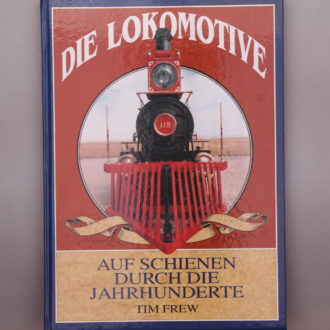 DIE LOKOMOTIVE
119
AUF SCHIENEN
DURCH DIE
JAHRHUNDERTE
TIM FREW